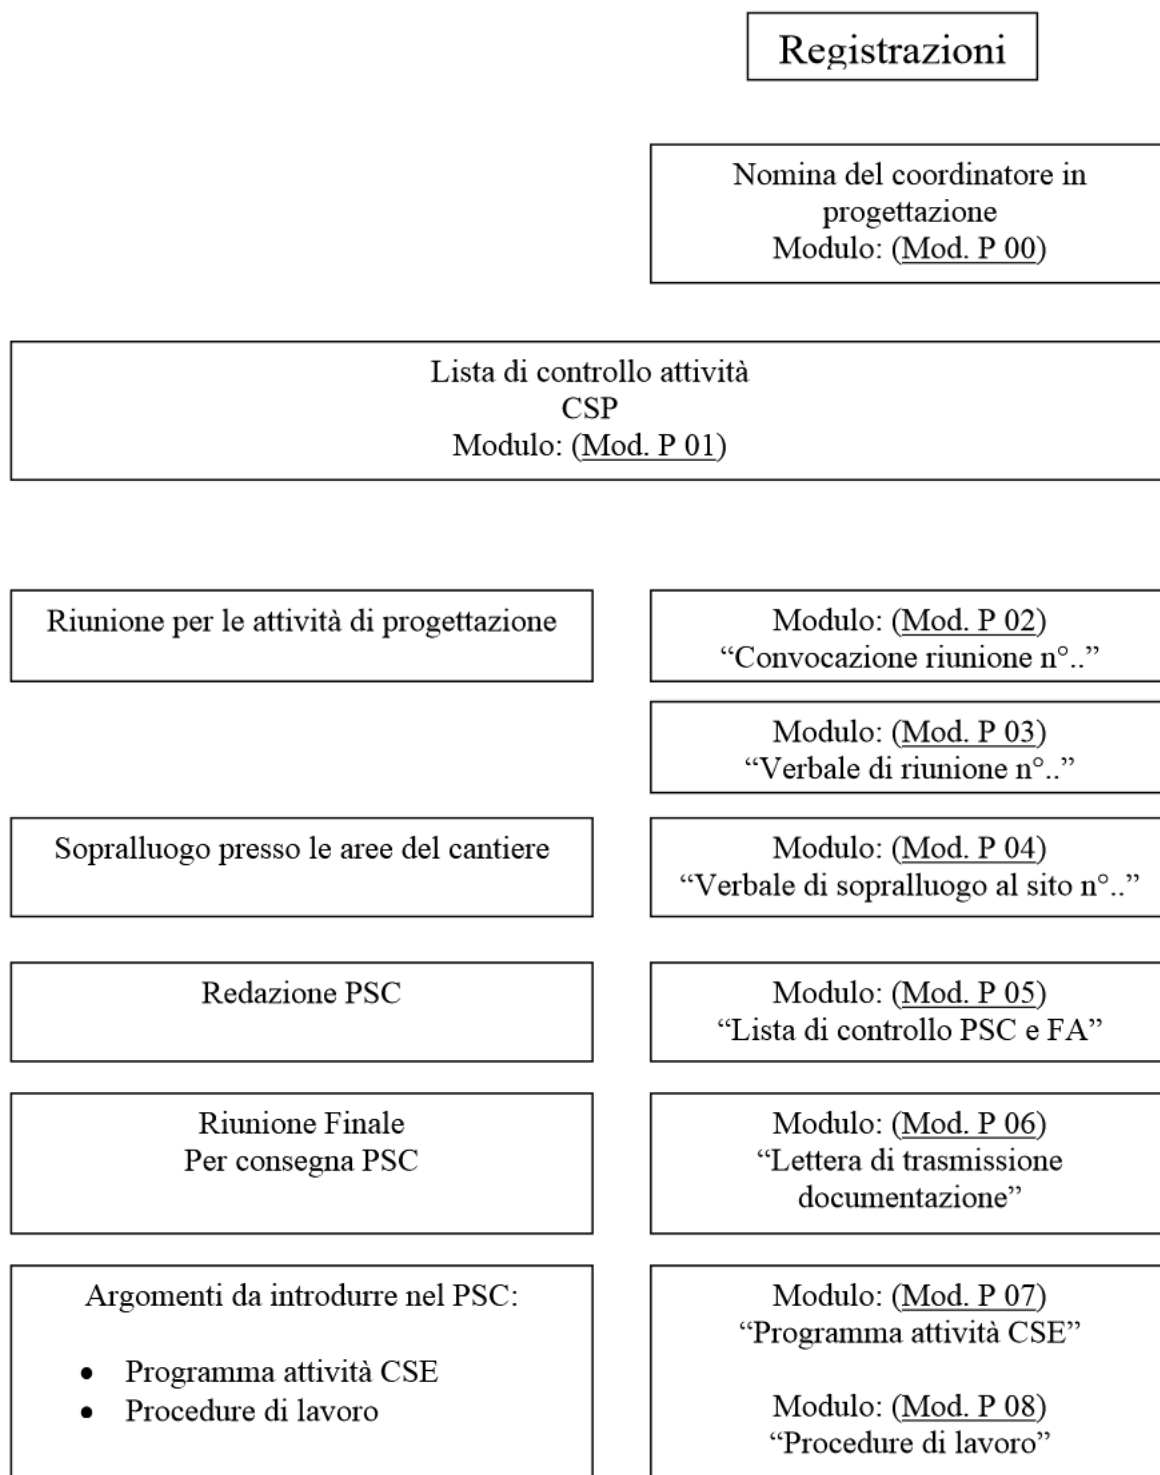 Registrazioni
Nomina del coordinatore in
progettazione
Modulo: (Mod. P 00)
Lista di controllo attività
CSP
Modulo: (Mod. P 01)
Riunione per le attività di progettazione
Modulo: (Mod. P 02)
“Convocazione riunione n°..”
Modulo: (Mod. P 03)
“Verbale di riunione n°..”
Sopralluogo presso le aree del cantiere
Modulo: (Mod. P 04)
“Verbale di sopralluogo al sito n°..”
Redazione PSC
Modulo: (Mod. P 05)
“Lista di controllo PSC e FA”
Riunione Finale
Per consegna PSC
Modulo: (Mod. P 06)
“Lettera di trasmissione
documentazione”
Argomenti da introdurre nel PSC:
• Programma attività CSE
• Procedure di lavoro
Modulo: (Mod. P 07)
“Programma attività CSE”
Modulo: (Mod. P 08)
“Procedure di lavoro”